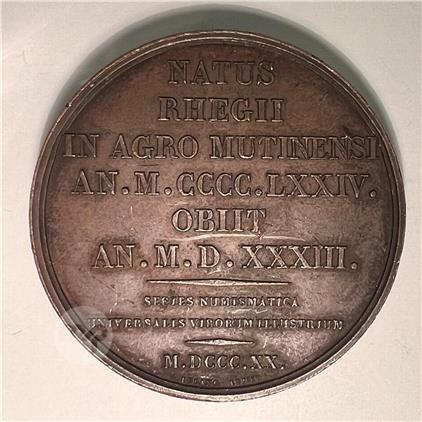 NATUS
RHEGII
IN AGRO MUTINENSI
AN. M. CCCC. LXXIV.
OBIIT
AN. M. D. XXXIII.
SERIES NUMISMATICA
UNIVERSALIS VIRORUM ILLUSTRIUM
M. DCCC. XX.